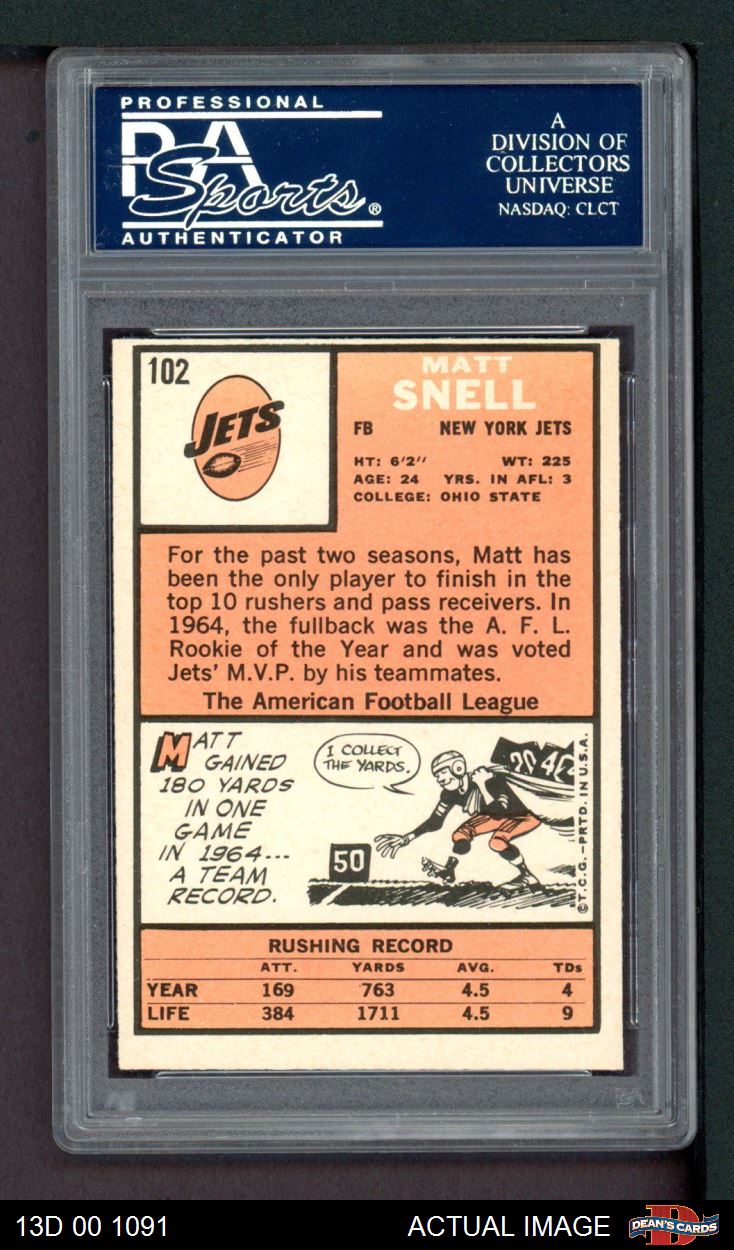 PROFESSIONAL
PSA
Sports®
AUTHENTICATOR
A
DIVISION OF
COLLECTORS
UNIVERSE
NASDAQ: CLCT
102
JETS
MATT
SNELL
FB NEW YORK JETS
HT: 6'2" WT: 225
AGE: 24 YRS. IN AFL: 3
COLLEGE: OHIO STATE
For the past two seasons, Matt has
been the only player to finish in the
top 10 rushers and pass receivers. In
1964, the fullback was the A. F. L.
Rookie of the Year and was voted
Jets' M.V.P. by his teammates.
The American Football League
MATT
GAINED
180 YARDS
IN ONE
GAME
IN 1964...
A TEAM
RECORD.
I COLLECT
THE YARDS.
50
20 40
©T.C.G.-PRTD. IN U.S.A.
RUSHING RECORD
ATT. YARDS AVG. TDs
YEAR 169 763 4.5 4
LIFE 384 1711 4.5 9
13D 00 1091
ACTUAL IMAGE
D
DEAN'S CARDS